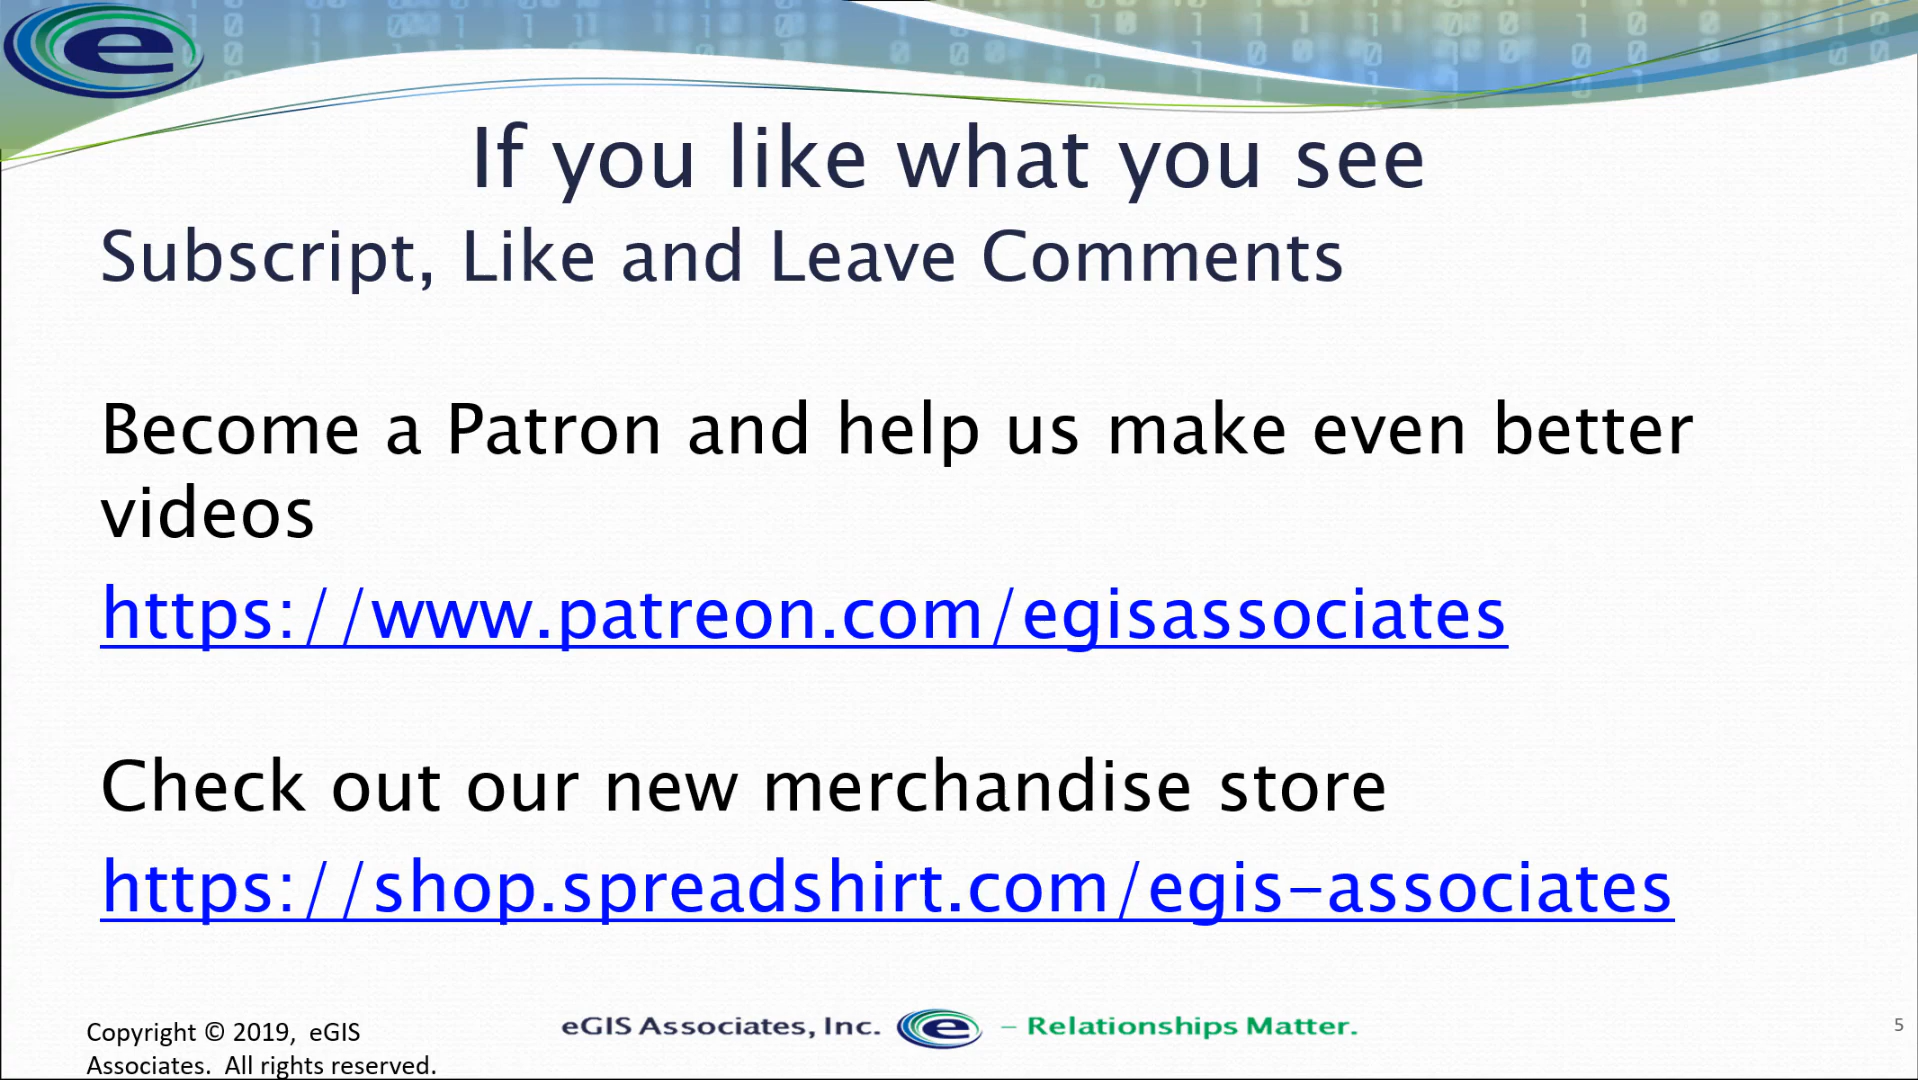 If you like what you see
Subscript, Like and Leave Comments
Become a Patron and help us make even better
videos
https://www.patreon.com/egisassociates
Check out our new merchandise store
https://shop.spreadshirt.com/egis-associates
Copyright © 2019, eGIS
Associates. All rights reserved.
eGIS Associates, Inc. e – Relationships Matter.
5